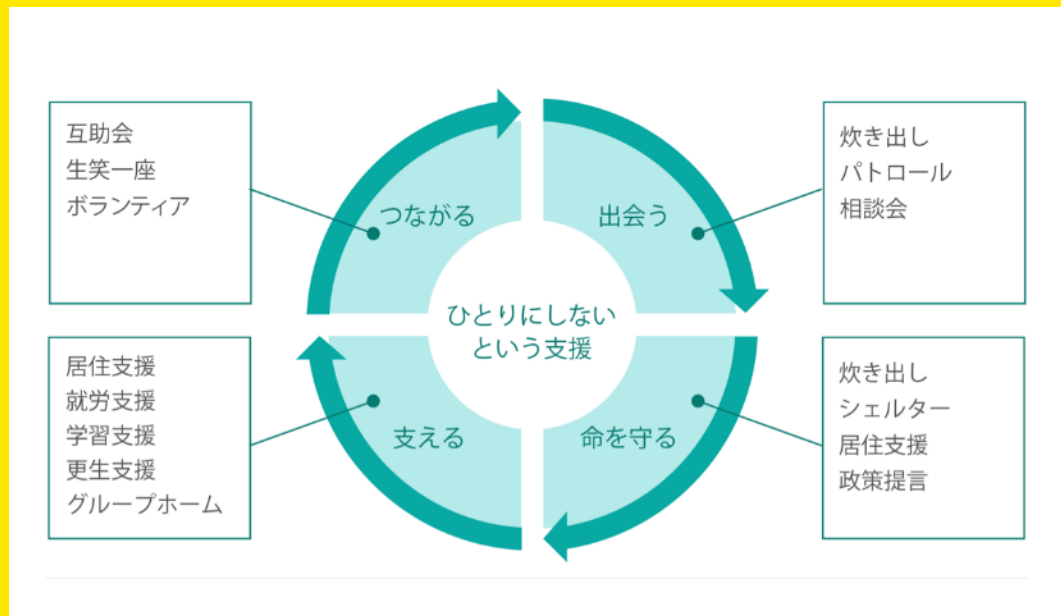 互助会
生笑一座
ボランティア
つながる
出会う
炊き出し
パトロール
相談会
ひとりにしない
という支援
居住支援
就労支援
学習支援
更生支援
グループホーム
支える
命を守る
炊き出し
シェルター
居住支援
政策提言